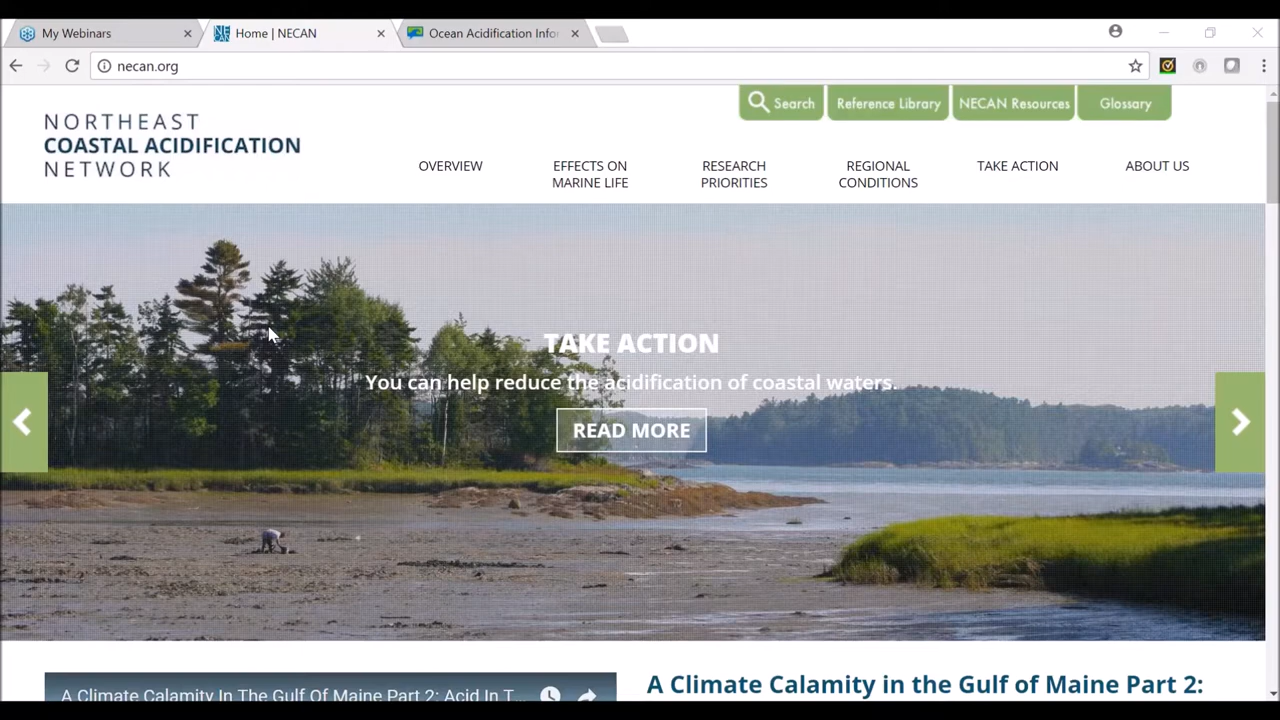 My Webinars
Home | NECAN
Ocean Acidification Info
necan.org
Search
Reference Library
NECAN Resources
Glossary
NORTHEAST
COASTAL ACIDIFICATION
NETWORK
OVERVIEW
EFFECTS ON
MARINE LIFE
RESEARCH
PRIORITIES
REGIONAL
CONDITIONS
TAKE ACTION
ABOUT US
TAKE ACTION
You can help reduce the acidification of coastal waters.
READ MORE
A Climate Calamity In The Gulf Of Maine Part 2: Acid In T...
A Climate Calamity in the Gulf of Maine Part 2: